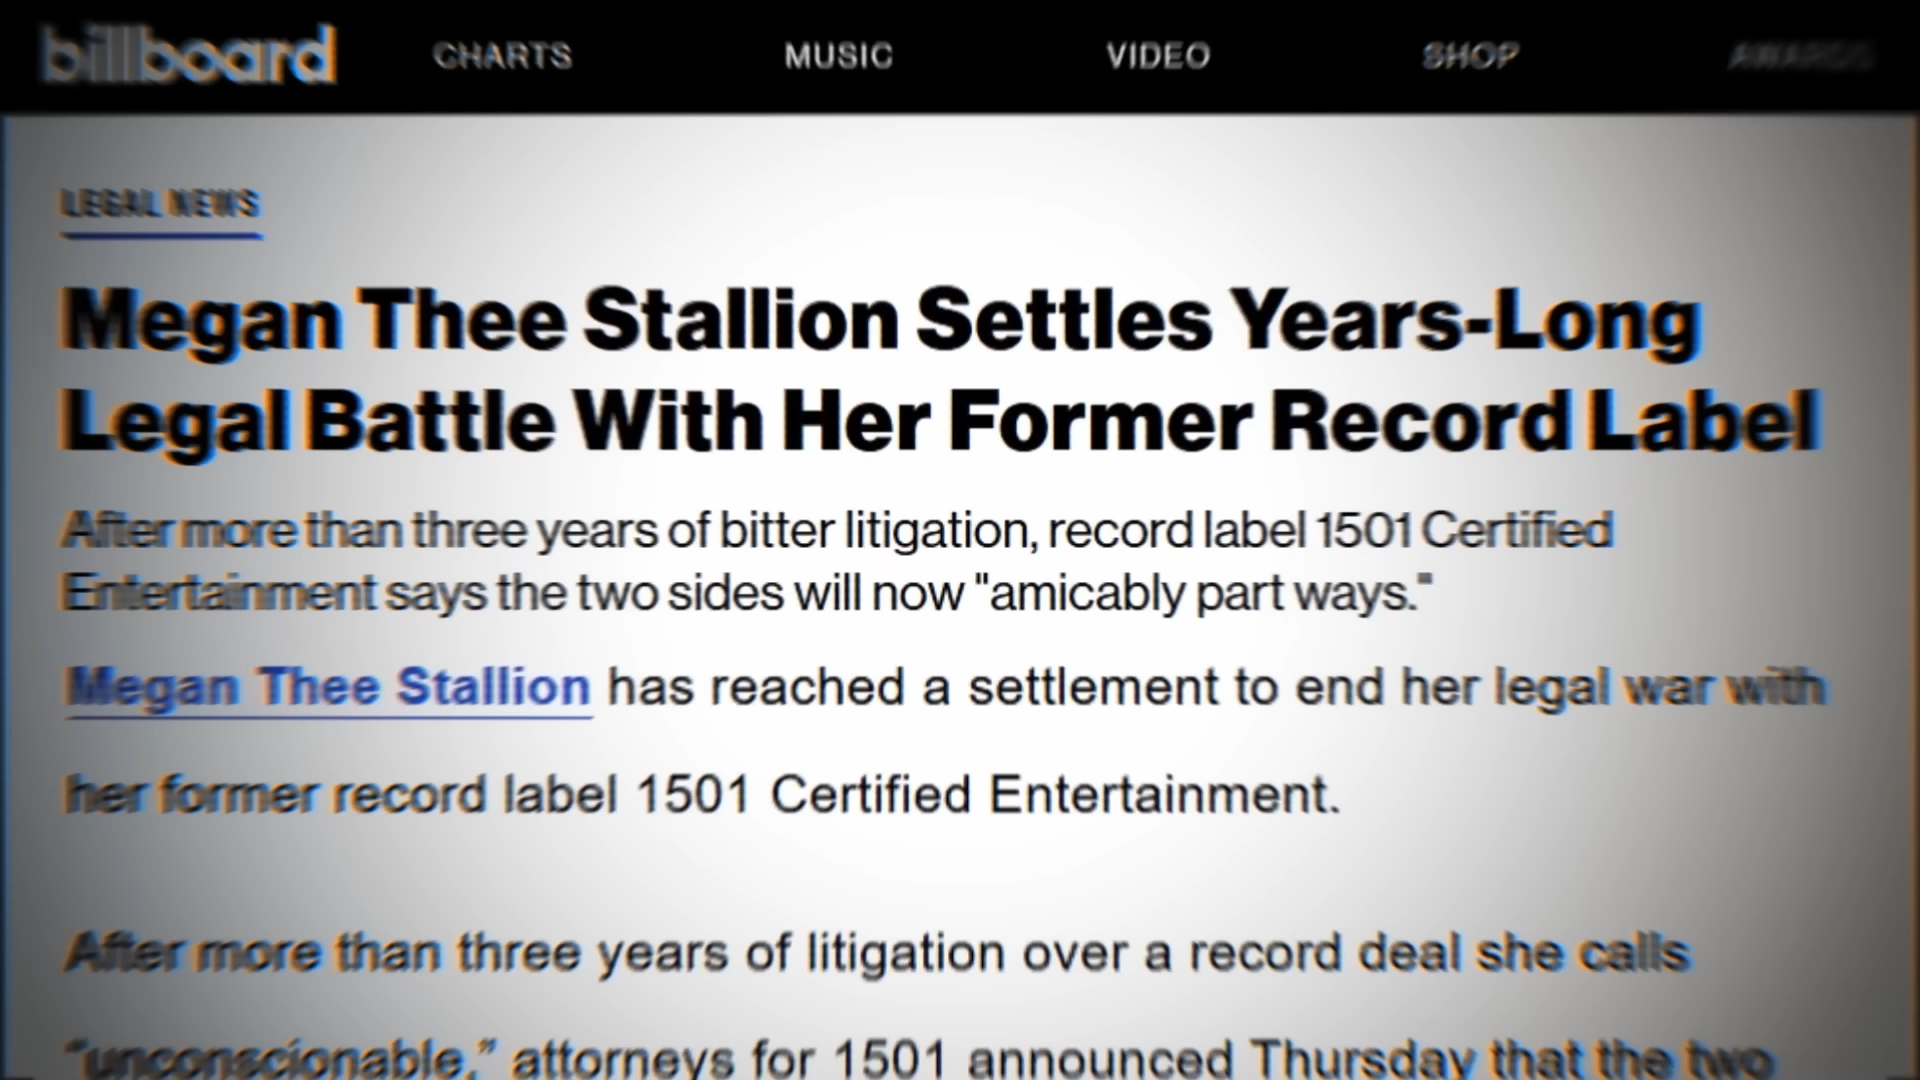 billboard CHARTS MUSIC VIDEO SHOP AWARDS
LEGAL NEWS
Megan Thee Stallion Settles Years-Long
Legal Battle With Her Former Record Label
After more than three years of bitter litigation, record label 1501 Certified
Entertainment says the two sides will now "amicably part ways."
Megan Thee Stallion has reached a settlement to end her legal war with
her former record label 1501 Certified Entertainment.
After more than three years of litigation over a record deal she calls
“unconscionable,” attorneys for 1501 announced Thursday that the two